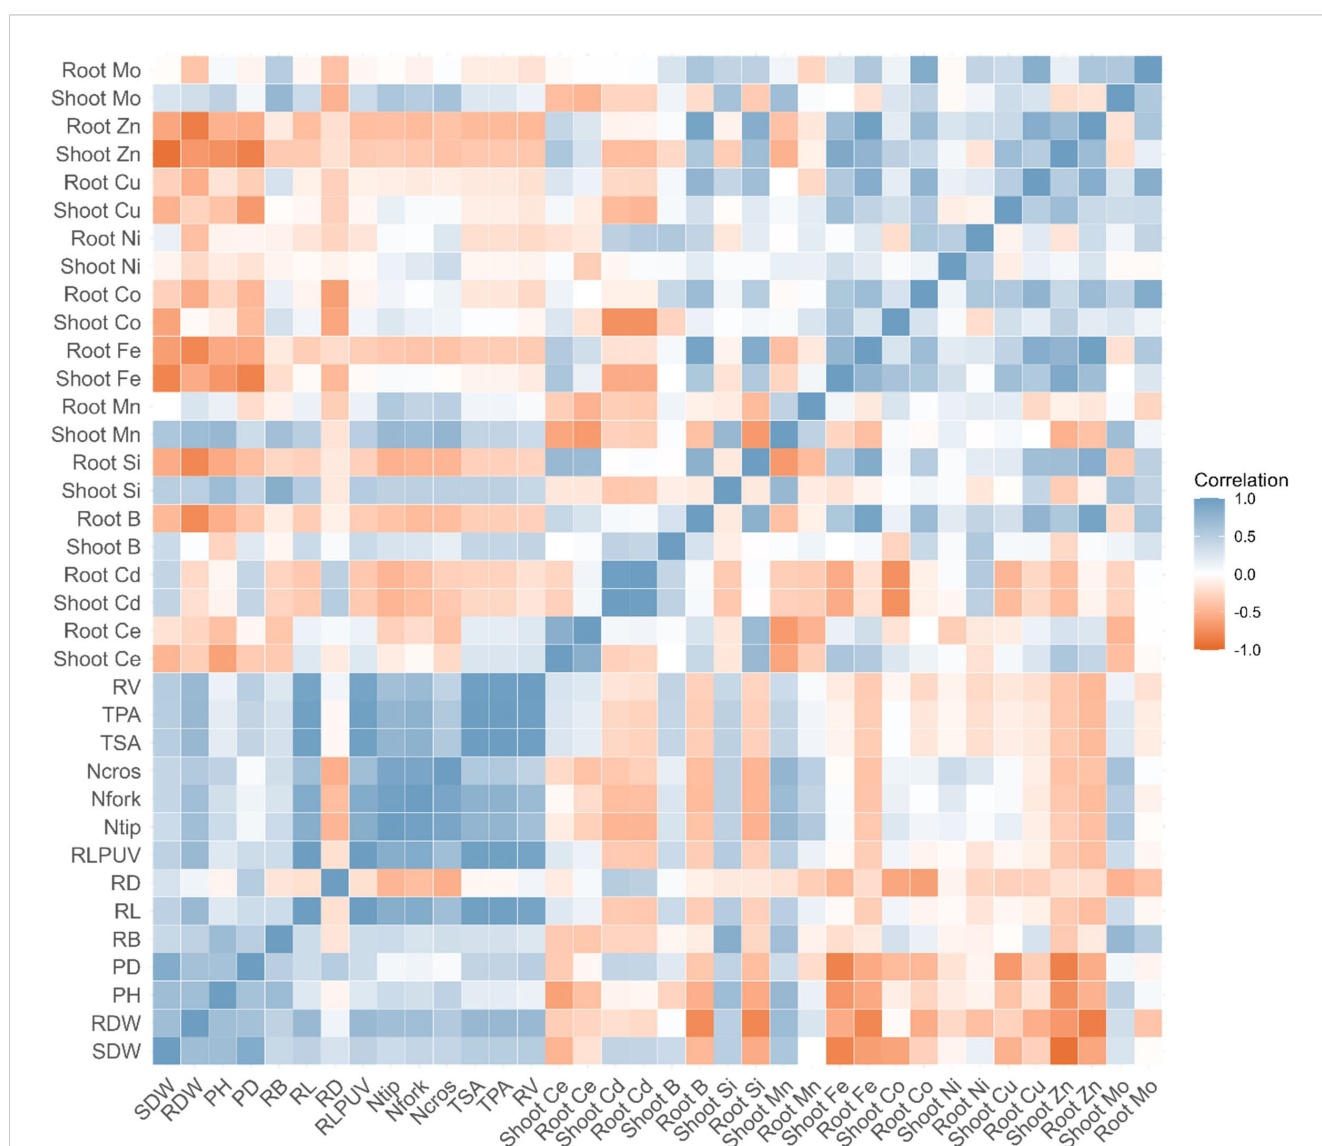 Root Mo
Shoot Mo
Root Zn
Shoot Zn
Root Cu
Shoot Cu
Root Ni
Shoot Ni
Root Co
Shoot Co
Root Fe
Shoot Fe
Root Mn
Shoot Mn
Root Si
Shoot Si
Root B
Shoot B
Root Cd
Shoot Cd
Root Ce
Shoot Ce
RV
TPA
TSA
Ncros
Nfork
Ntip
RLPUV
RD
RL
RB
PD
PH
RDW
SDW
SDW
RDW
PH
PD
RB
RL
RD
RLPUV
Ntip
Nfork
Ncros
TSA
TPA
RV
Shoot Ce
Root Ce
Shoot Cd
Root Cd
Shoot B
Root B
Shoot Si
Root Si
Shoot Mn
Root Mn
Shoot Fe
Root Fe
Shoot Co
Root Co
Shoot Ni
Root Ni
Shoot Cu
Root Cu
Shoot Zn
Root Zn
Shoot Mo
Root Mo
Correlation
1.0
0.5
0.0
-0.5
-1.0